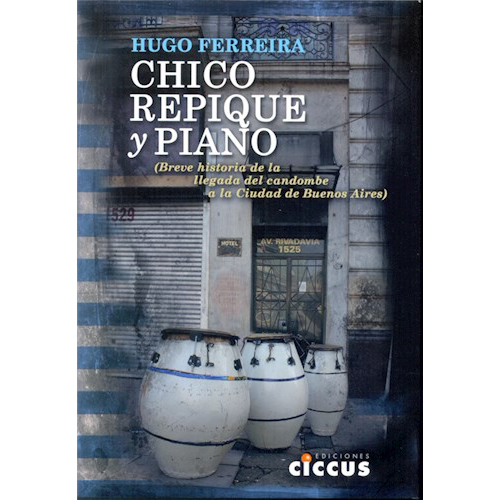 HUGO FERREIRA
CHICO
REPIQUE
y PIANO
(Breve historia de la
llegada del candombe
a la Ciudad de Buenos Aires)
529
HOTEL
AV. RIVADAVIA
1525
EDICIONES
CICCUS